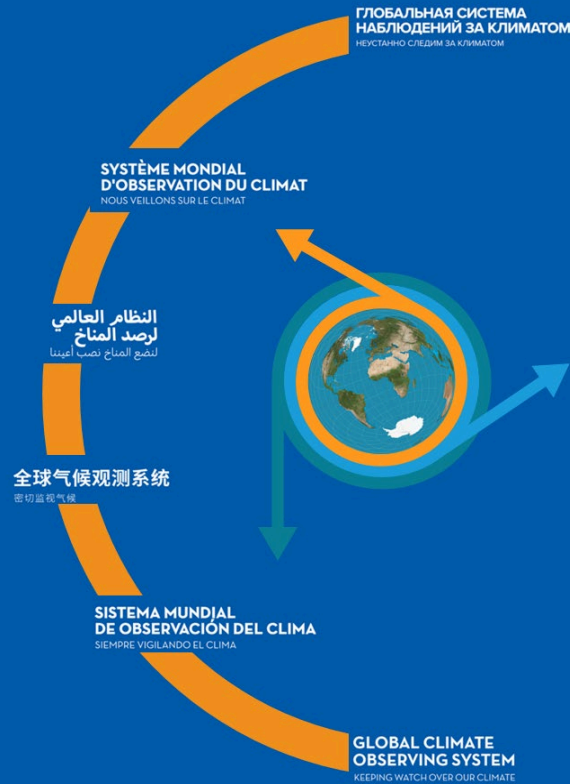 ГЛОБАЛЬНАЯ СИСТЕМА
НАБЛЮДЕНИЙ ЗА КЛИМАТОМ
НЕУСТАННО СЛЕДИМ ЗА КЛИМАТОМ
SYSTÈME MONDIAL
D'OBSERVATION DU CLIMAT
NOUS VEILLONS SUR LE CLIMAT
النظام العالمي
لرصد المناخ
لنضع المناخ نصب أعيننا
全球气候观测系统
密切监视气候
SISTEMA MUNDIAL
DE OBSERVACIÓN DEL CLIMA
SIEMPRE VIGILANDO EL CLIMA
GLOBAL CLIMATE
OBSERVING SYSTEM
KEEPING WATCH OVER OUR CLIMATE